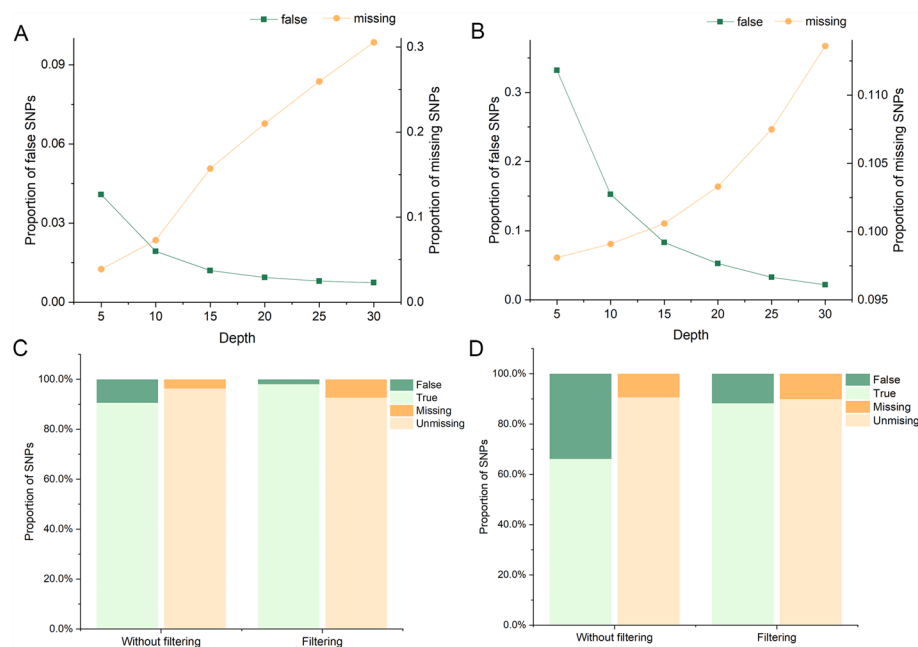 A
false missing
Proportion of false SNPs
0.09
0.06
0.03
0.00
0.3
0.2
0.1
0.0
Proportion of missing SNPs
5 10 15 20 25 30
Depth
B
false missing
Proportion of false SNPs
0.3
0.2
0.1
0.0
0.110
0.105
0.100
0.095
Proportion of missing SNPs
5 10 15 20 25 30
Depth
C
Proportion of SNPs
100.0%
80.0%
60.0%
40.0%
20.0%
0.0%
False
True
Missing
Unmissing
Without filtering Filtering
D
Proportion of SNPs
100.0%
80.0%
60.0%
40.0%
20.0%
0.0%
False
True
Missing
Unmising
Without filtering Filtering